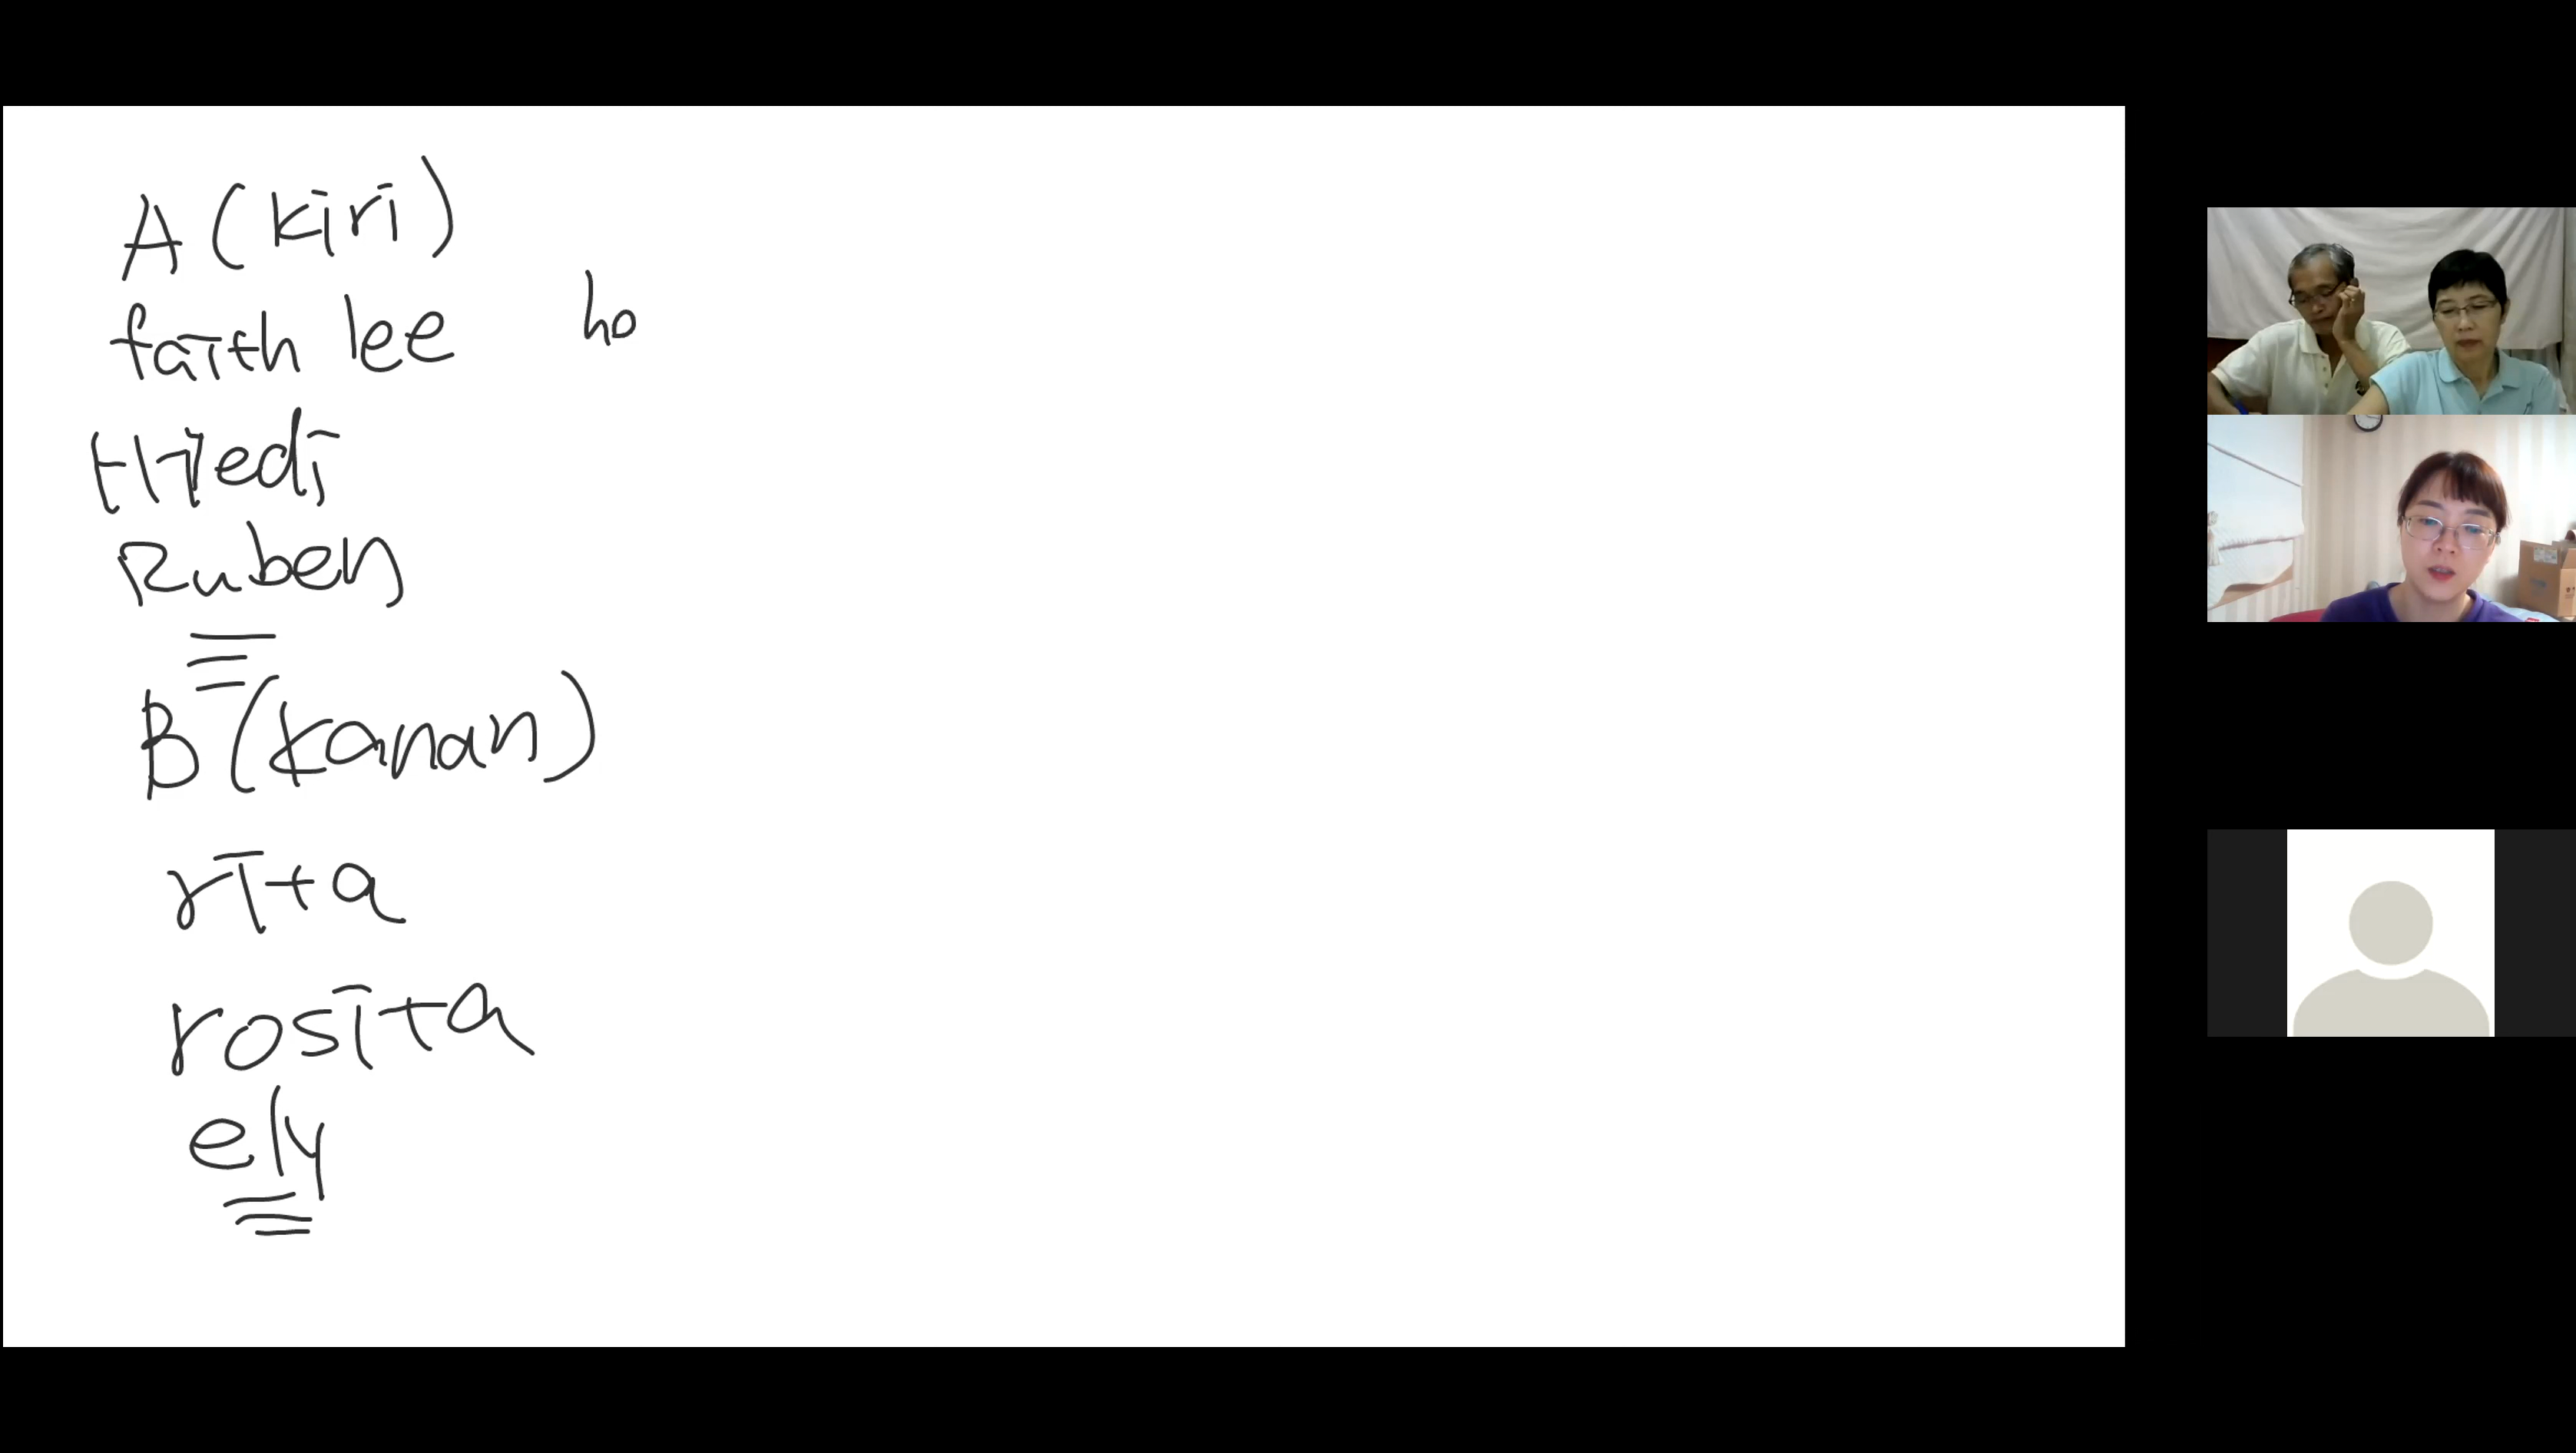 A (kiri)
faith lee ho
Hiedi
Ruben
B (kanan)
rita
rosita
ely